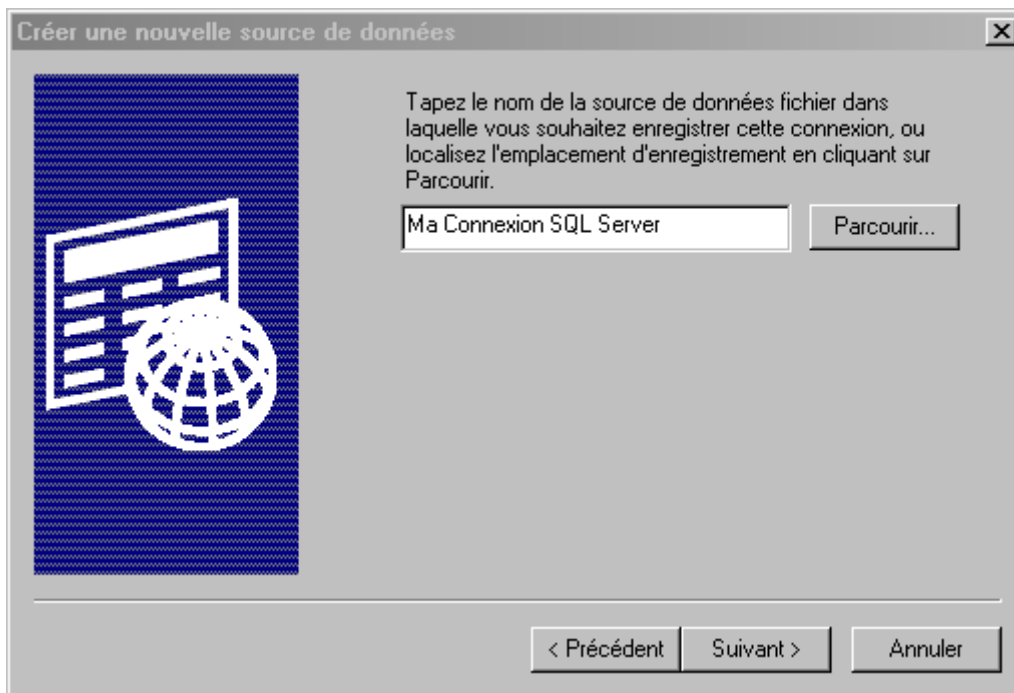 Créer une nouvelle source de données
Tapez le nom de la source de données fichier dans
laquelle vous souhaitez enregistrer cette connexion, ou
localisez l'emplacement d'enregistrement en cliquant sur
Parcourir.
Ma Connexion SQL Server
Parcourir...
< Précédent
Suivant >
Annuler